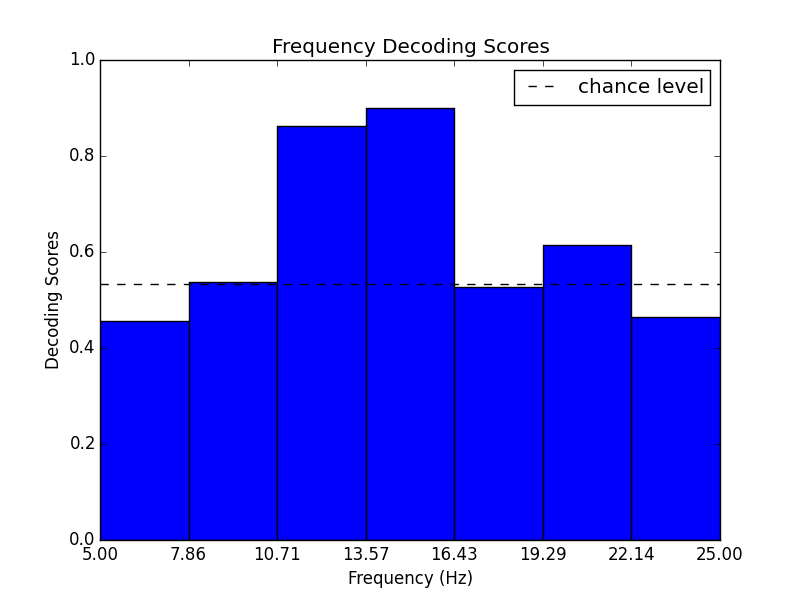 Frequency Decoding Scores
chance level
1.0
0.8
0.6
0.4
0.2
0.0
Decoding Scores
5.00 7.86 10.71 13.57 16.43 19.29 22.14 25.00
Frequency (Hz)